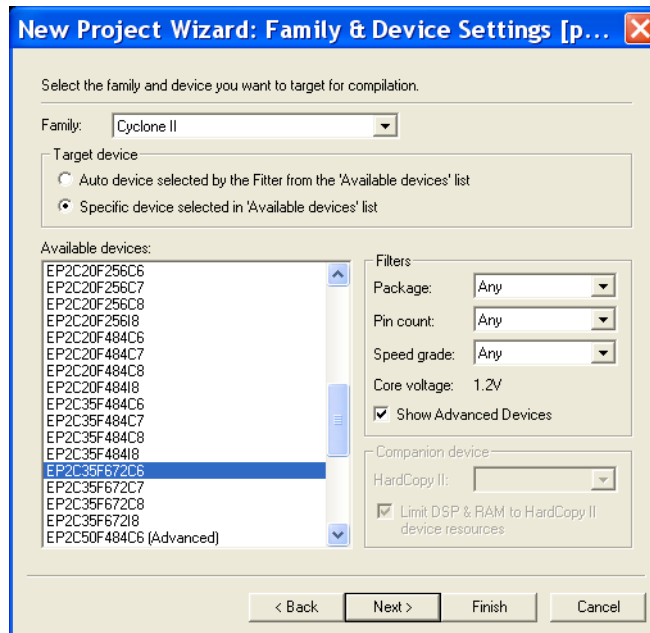 New Project Wizard: Family & Device Settings [p...
Select the family and device you want to target for compilation.
Family: Cyclone II
Target device
Auto device selected by the Fitter from the 'Available devices' list
Specific device selected in 'Available devices' list
Available devices:
EP2C20F256C6
EP2C20F256C7
EP2C20F256C8
EP2C20F256I8
EP2C20F484C6
EP2C20F484C7
EP2C20F484C8
EP2C20F484I8
EP2C35F484C6
EP2C35F484C7
EP2C35F484C8
EP2C35F484I8
EP2C35F672C6
EP2C35F672C7
EP2C35F672C8
EP2C35F672I8
EP2C50F484C6 (Advanced)
Filters
Package: Any
Pin count: Any
Speed grade: Any
Core voltage: 1.2V
Show Advanced Devices
Companion device
HardCopy II:
Limit DSP & RAM to HardCopy II
device resources
< Back
Next >
Finish
Cancel